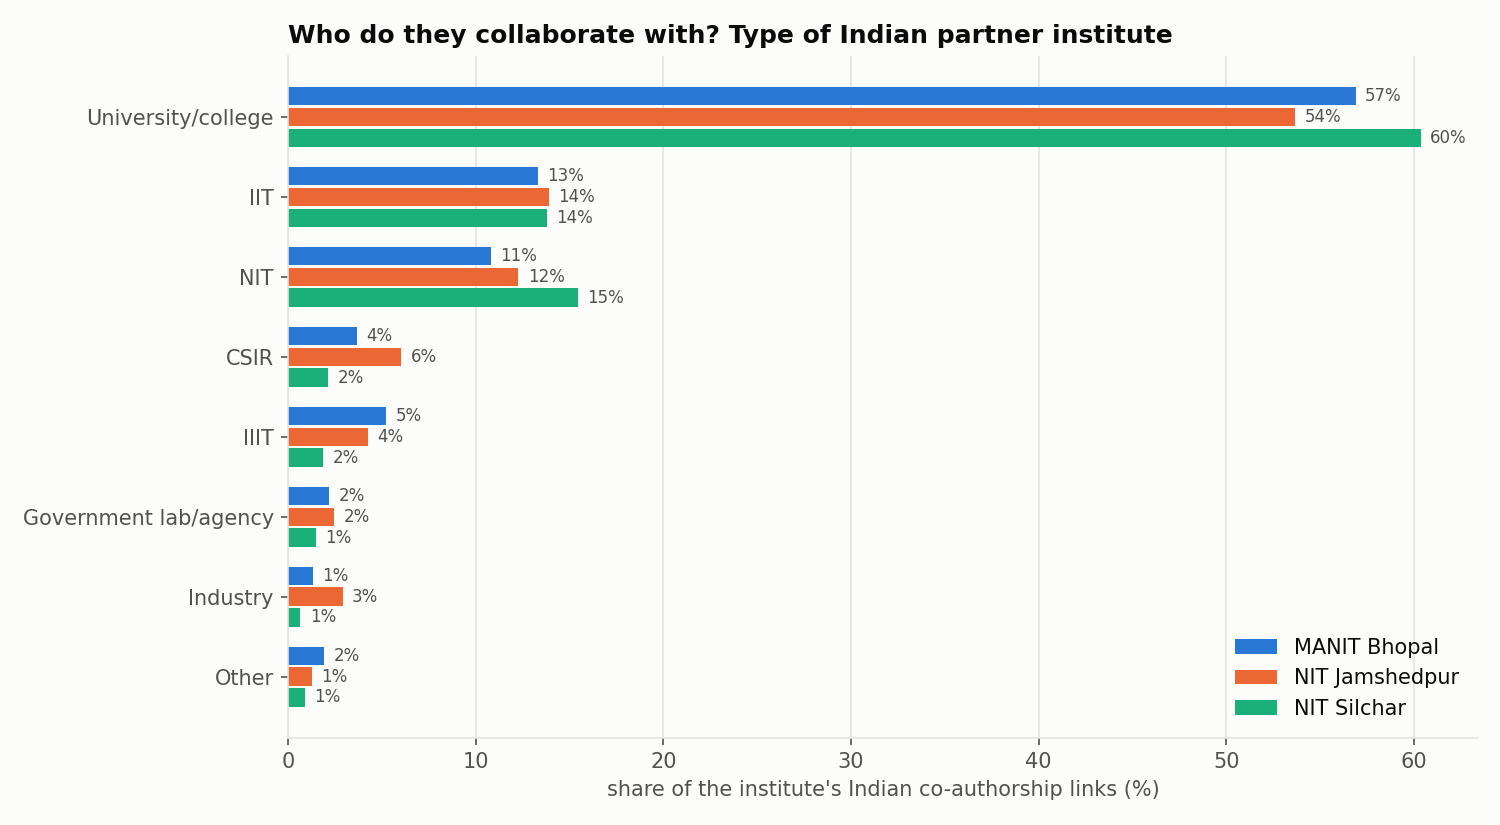 Who do they collaborate with? Type of Indian partner institute
University/college
57%
54%
60%
IIT
13%
14%
14%
NIT
11%
12%
15%
CSIR
4%
6%
2%
IIIT
5%
4%
2%
Government lab/agency
2%
2%
1%
Industry
1%
3%
1%
Other
2%
1%
1%
MANIT Bhopal
NIT Jamshedpur
NIT Silchar
0 10 20 30 40 50 60
share of the institute's Indian co-authorship links (%)